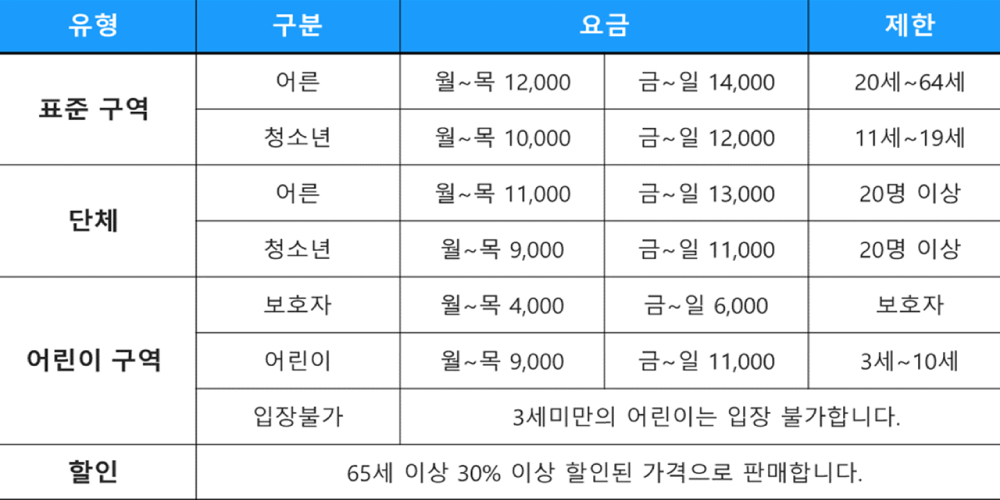 유형 구분 요금 제한
표준 구역 어른 월~목 12,000 금~일 14,000 20세~64세
청소년 월~목 10,000 금~일 12,000 11세~19세
단체 어른 월~목 11,000 금~일 13,000 20명 이상
청소년 월~목 9,000 금~일 11,000 20명 이상
어린이 구역 보호자 월~목 4,000 금~일 6,000 보호자
어린이 월~목 9,000 금~일 11,000 3세~10세
입장불가 3세미만의 어린이는 입장 불가합니다.
할인 65세 이상 30% 이상 할인된 가격으로 판매합니다.